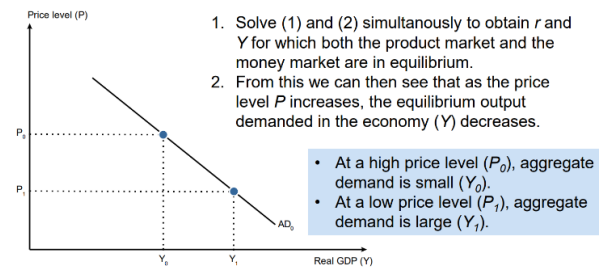 Price level (P)
1. Solve (1) and (2) simultanously to obtain r and
Y for which both the product market and the
money market are in equilibrium.
2. From this we can then see that as the price
level P increases, the equilibrium output
demanded in the economy (Y) decreases.
P₀
• At a high price level (P₀), aggregate
demand is small (Y₀).
P₁
• At a low price level (P₁), aggregate
demand is large (Y₁).
AD₀
Y₀
Y₁
Real GDP (Y)